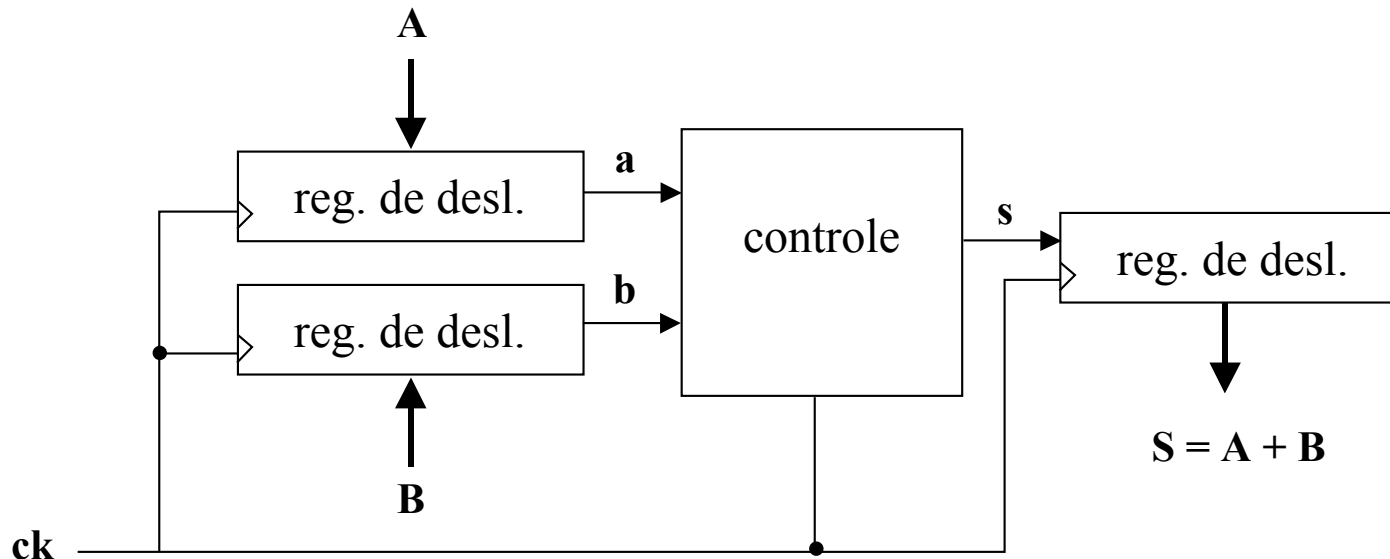 A
reg. de desl.
a
controle
s
reg. de desl.
reg. de desl.
b
B
S = A + B
ck